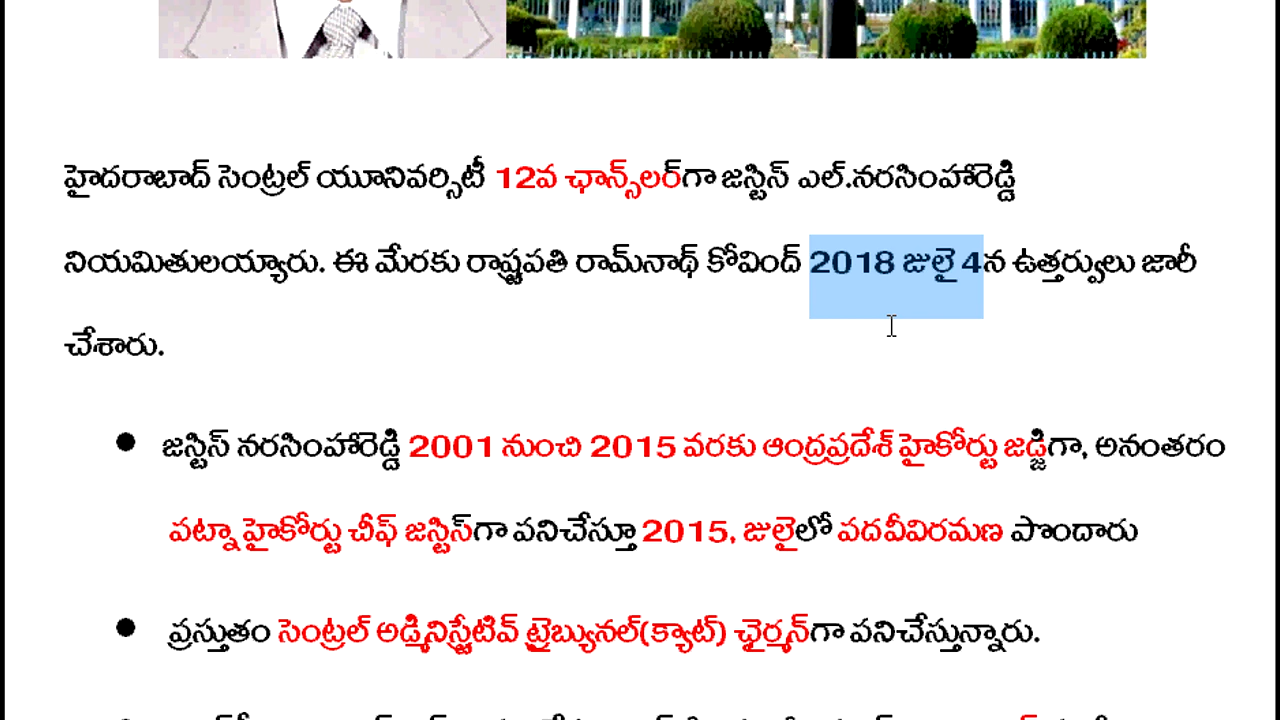 హైదరాబాద్ సెంట్రల్ యూనివర్సిటీ 12వ ఛాన్స్‌లర్‌గా జస్టిస్ ఎల్.నరసింహారెడ్డి
నియమితులయ్యారు. ఈ మేరకు రాష్ట్రపతి రామ్‌నాథ్ కోవింద్ 2018 జులై 4న ఉత్తర్వులు జారీ
చేశారు.
జస్టిస్ నరసింహారెడ్డి 2001 నుంచి 2015 వరకు ఆంద్రప్రదేశ్ హైకోర్టు జడ్జిగా, అనంతరం
పట్నా హైకోర్టు చీఫ్ జస్టిస్‌గా పనిచేస్తూ 2015, జులైలో పదవీవిరమణ పొందారు
ప్రస్తుతం సెంట్రల్ అడ్మినిస్ట్రేటివ్ ట్రైబ్యునల్(క్యాట్) ఛైర్మన్‌గా పనిచేస్తున్నారు.